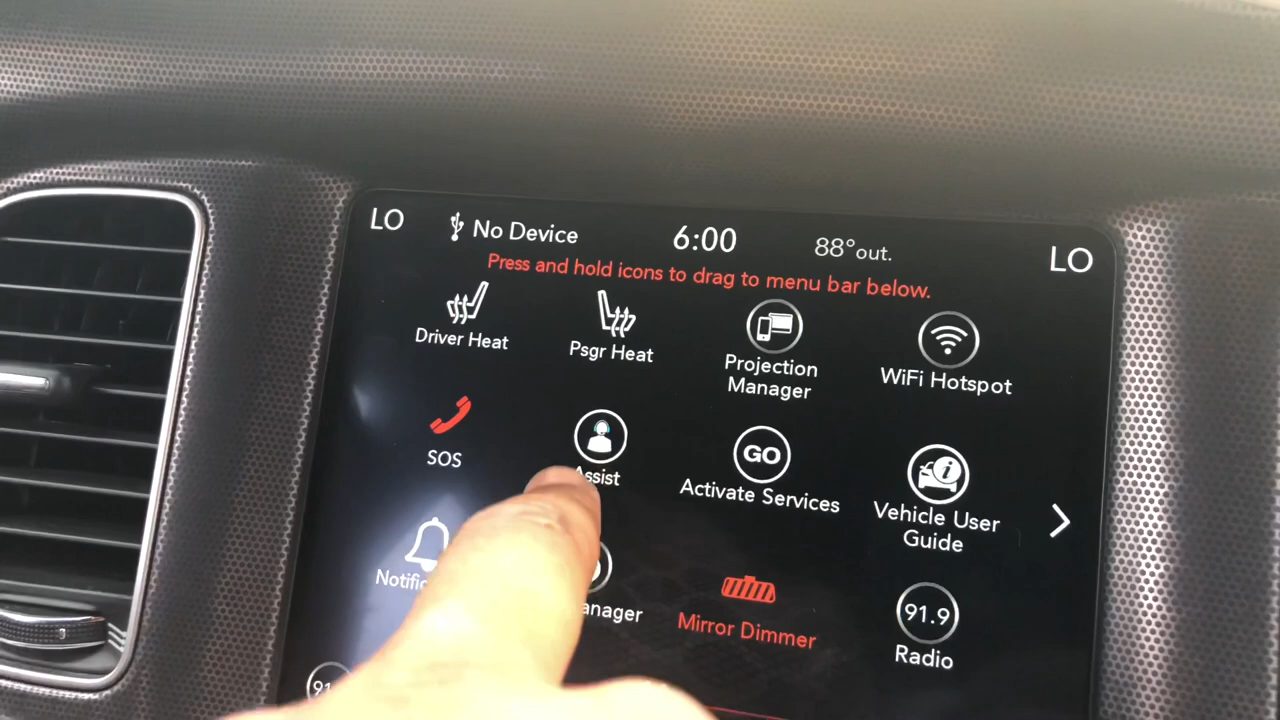 LO
No Device
6:00
88° out.
LO
Press and hold icons to drag to menu bar below.
Driver Heat
Psgr Heat
Projection
Manager
WiFi Hotspot
SOS
GO
Activate Services
Vehicle User
Guide
Mirror Dimmer
91.9
Radio